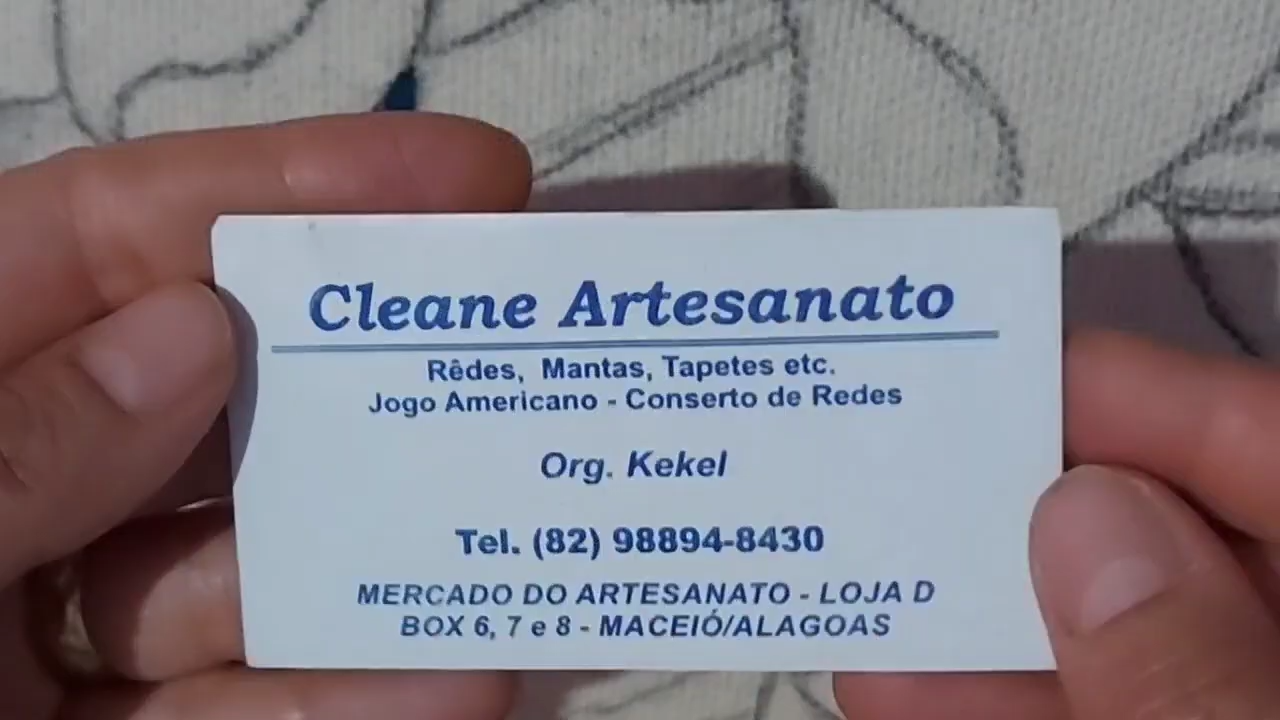 Cleane Artesanato
Rêdes, Mantas, Tapetes etc.
Jogo Americano - Conserto de Redes
Org. Kekel
Tel. (82) 98894-8430
MERCADO DO ARTESANATO - LOJA D
BOX 6, 7 e 8 - MACEIÓ/ALAGOAS